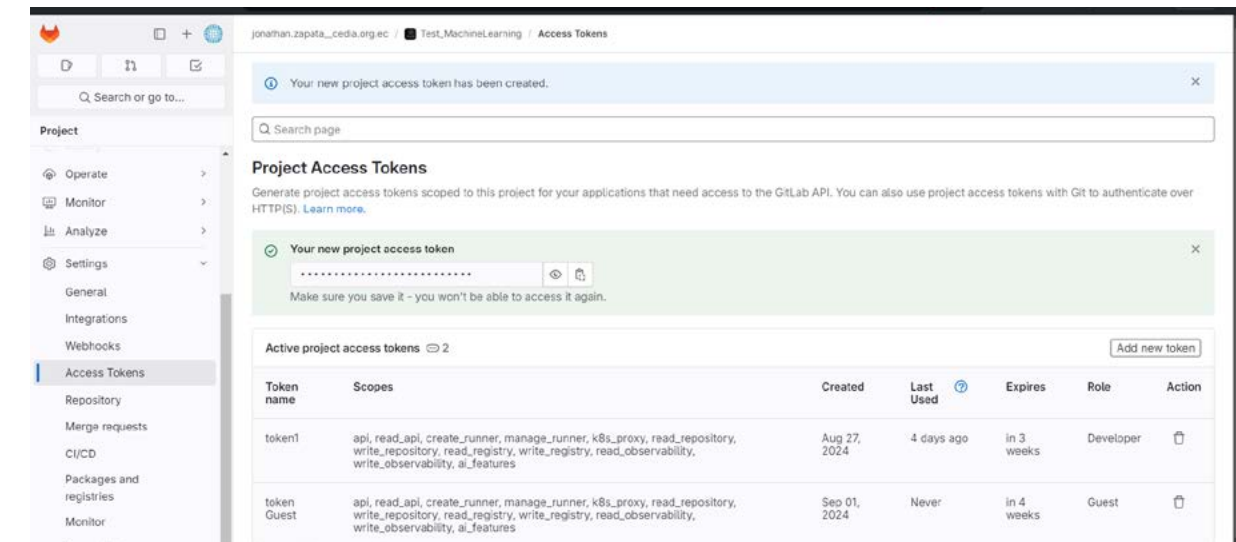 jonathan.zapata_cedia.org.ec / Test_MachineLearning / Access Tokens
Search or go to...
Project
Operate
Monitor
Analyze
Settings
General
Integrations
Webhooks
Access Tokens
Repository
Merge requests
CI/CD
Packages and
registries
Monitor
Your new project access token has been created.
Search page
Project Access Tokens
Generate project access tokens scoped to this project for your applications that need access to the GitLab API. You can also use project access tokens with Git to authenticate over
HTTP(S). Learn more.
Your new project access token
Make sure you save it - you won't be able to access it again.
Active project access tokens 2
Add new token
Token name Scopes Created Last Used Expires Role Action
token1 api, read_api, create_runner, manage_runner, k8s_proxy, read_repository, Aug 27, 4 days ago in 3 Developer
write_repository, read_registry, write_registry, read_observability, 2024 weeks
write_observability, ai_features
token api, read_api, create_runner, manage_runner, k8s_proxy, read_repository, Sep 01, Never in 4 Guest
Guest write_repository, read_registry, write_registry, read_observability, 2024 weeks
write_observability, ai_features